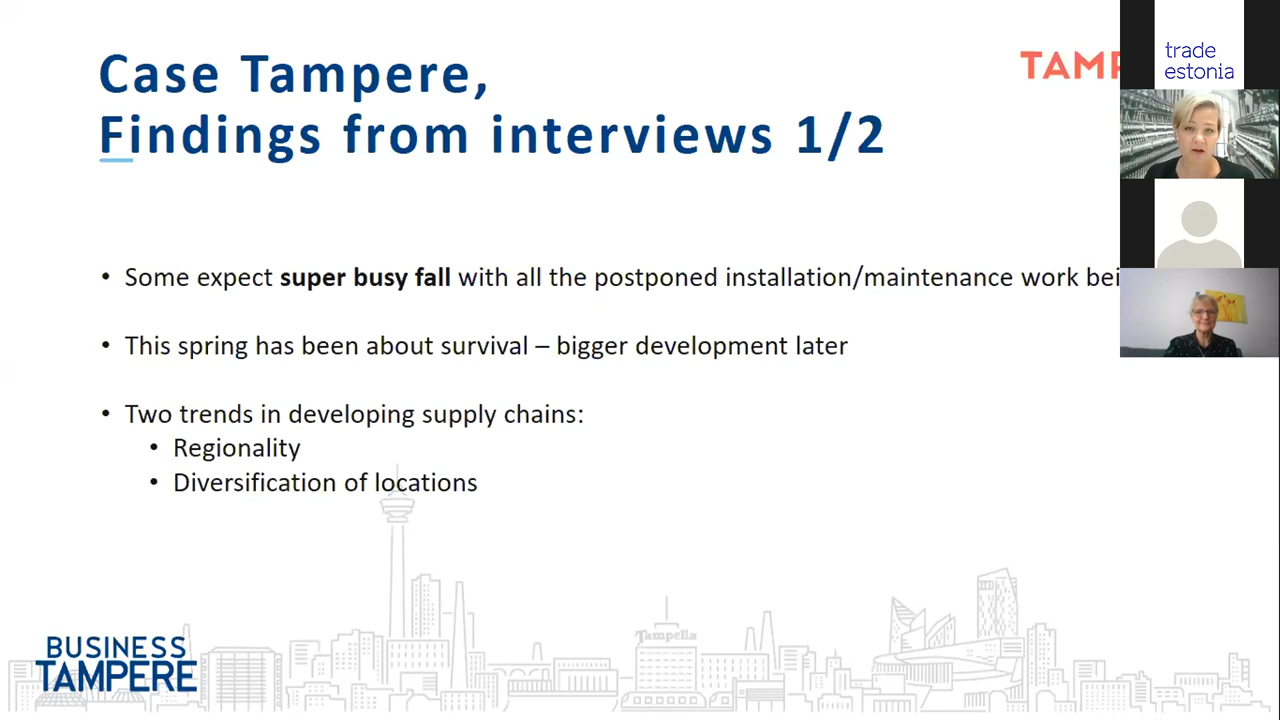 Case Tampere,
Findings from interviews 1/2
TAMP
trade
estonia
• Some expect super busy fall with all the postponed installation/maintenance work bei
• This spring has been about survival – bigger development later
• Two trends in developing supply chains:
• Regionality
• Diversification of locations
Tampella
BUSINESS
TAMPERE